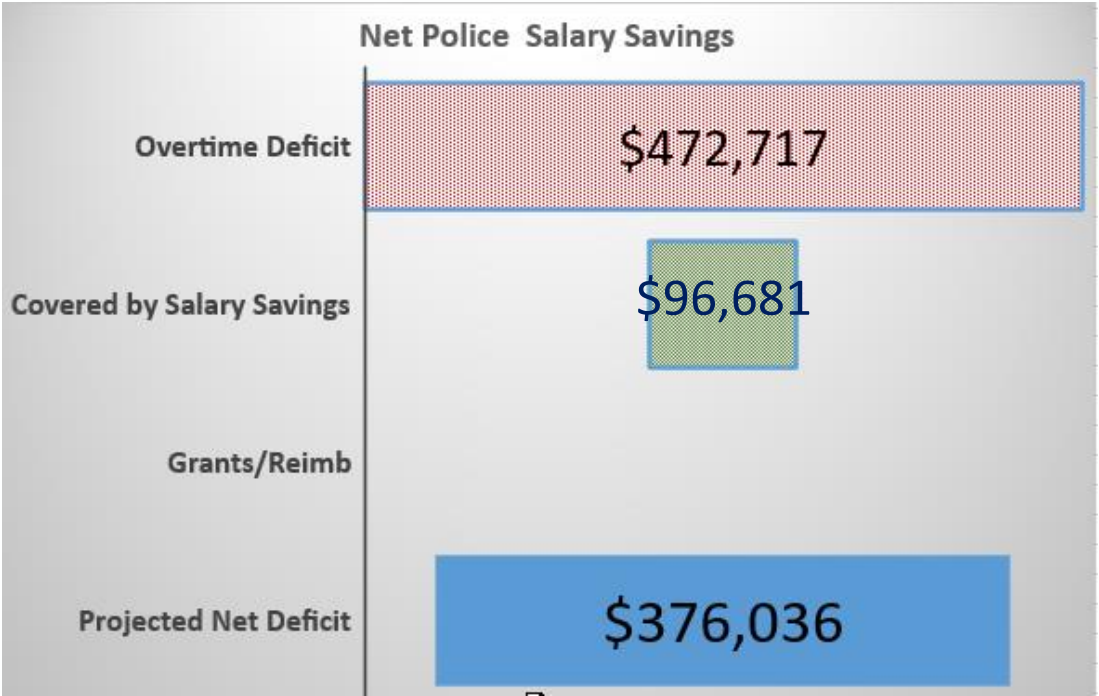 Net Police Salary Savings
Overtime Deficit
$472,717
Covered by Salary Savings
$96,681
Grants/Reimb
Projected Net Deficit
$376,036